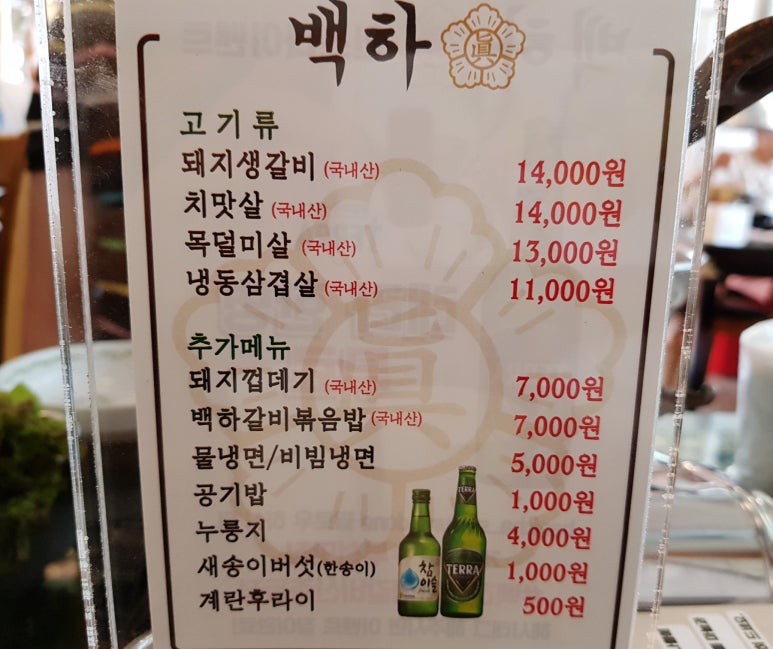 백하 眞
고기류
돼지생갈비 (국내산) 14,000원
치맛살 (국내산) 14,000원
목덜미살 (국내산) 13,000원
냉동삼겹살 (국내산) 11,000원
추가메뉴
돼지껍데기 (국내산) 7,000원
백하갈비볶음밥 (국내산) 7,000원
물냉면/비빔냉면 5,000원
공기밥 1,000원
누룽지 4,000원
새송이버섯(한송이) 1,000원
계란후라이 500원
眞
TERRA
참이슬
TERRA